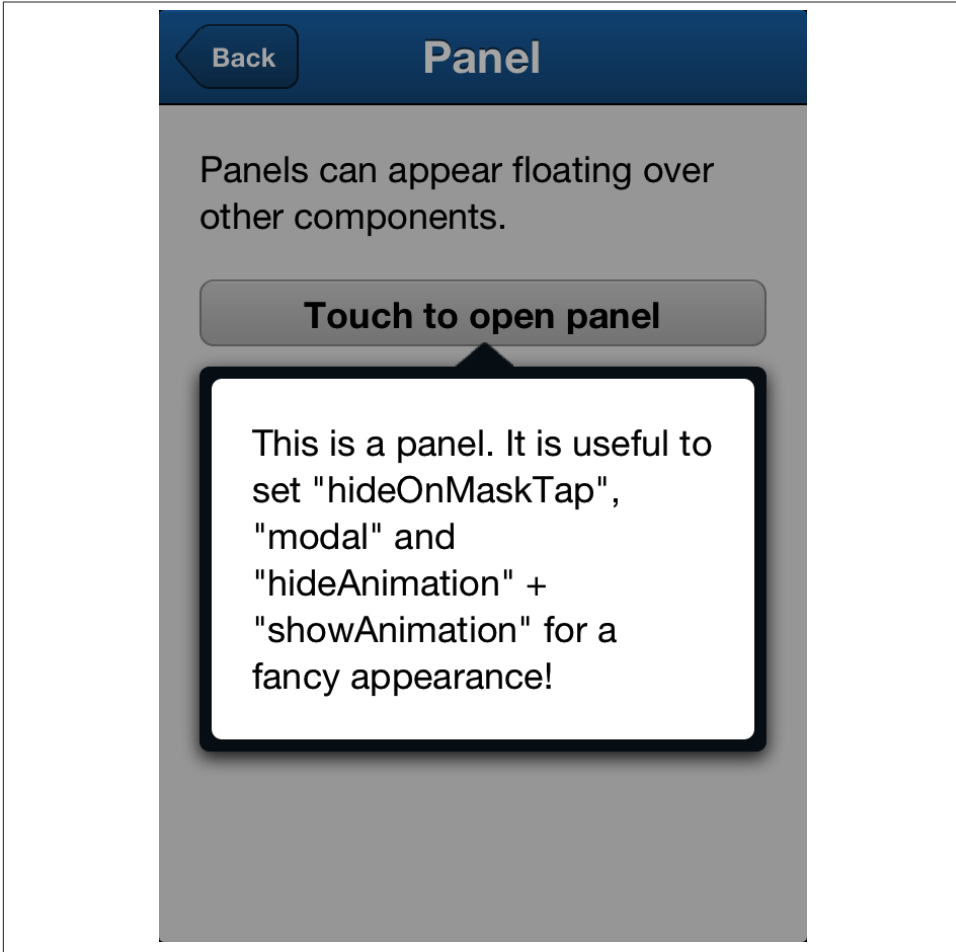 Back
Panel
Panels can appear floating over
other components.
Touch to open panel
This is a panel. It is useful to
set "hideOnMaskTap",
"modal" and
"hideAnimation" +
"showAnimation" for a
fancy appearance!